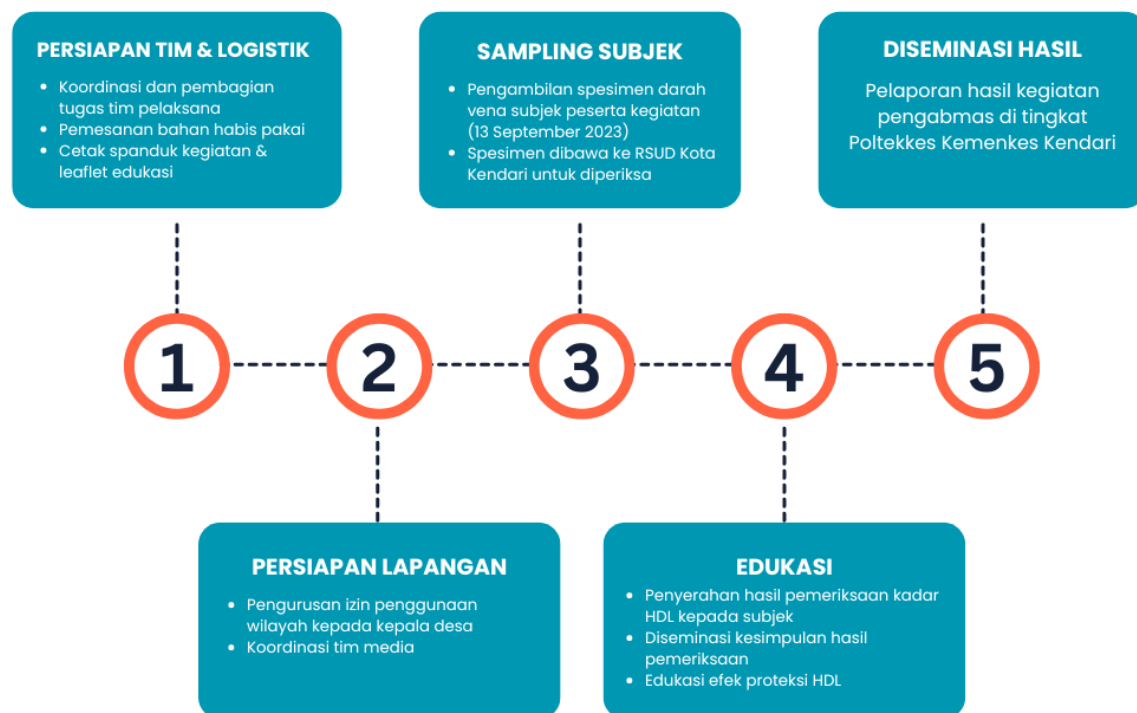 PERSIAPAN TIM & LOGISTIK
• Koordinasi dan pembagian
tugas tim pelaksana
• Pemesanan bahan habis pakai
• Cetak spanduk kegiatan &
leaflet edukasi
SAMPLING SUBJEK
• Pengambilan spesimen darah
vena subjek peserta kegiatan
(13 September 2023)
• Spesimen dibawa ke RSUD Kota
Kendari untuk diperiksa
DISEMINASI HASIL
Pelaporan hasil kegiatan
pengabmas di tingkat
Poltekkes Kemenkes Kendari
1
2
3
4
5
PERSIAPAN LAPANGAN
• Pengurusan izin penggunaan
wilayah kepada kepala desa
• Koordinasi tim media
EDUKASI
• Penyerahan hasil pemeriksaan kadar
HDL kepada subjek
• Diseminasi kesimpulan hasil
pemeriksaan
• Edukasi efek proteksi HDL